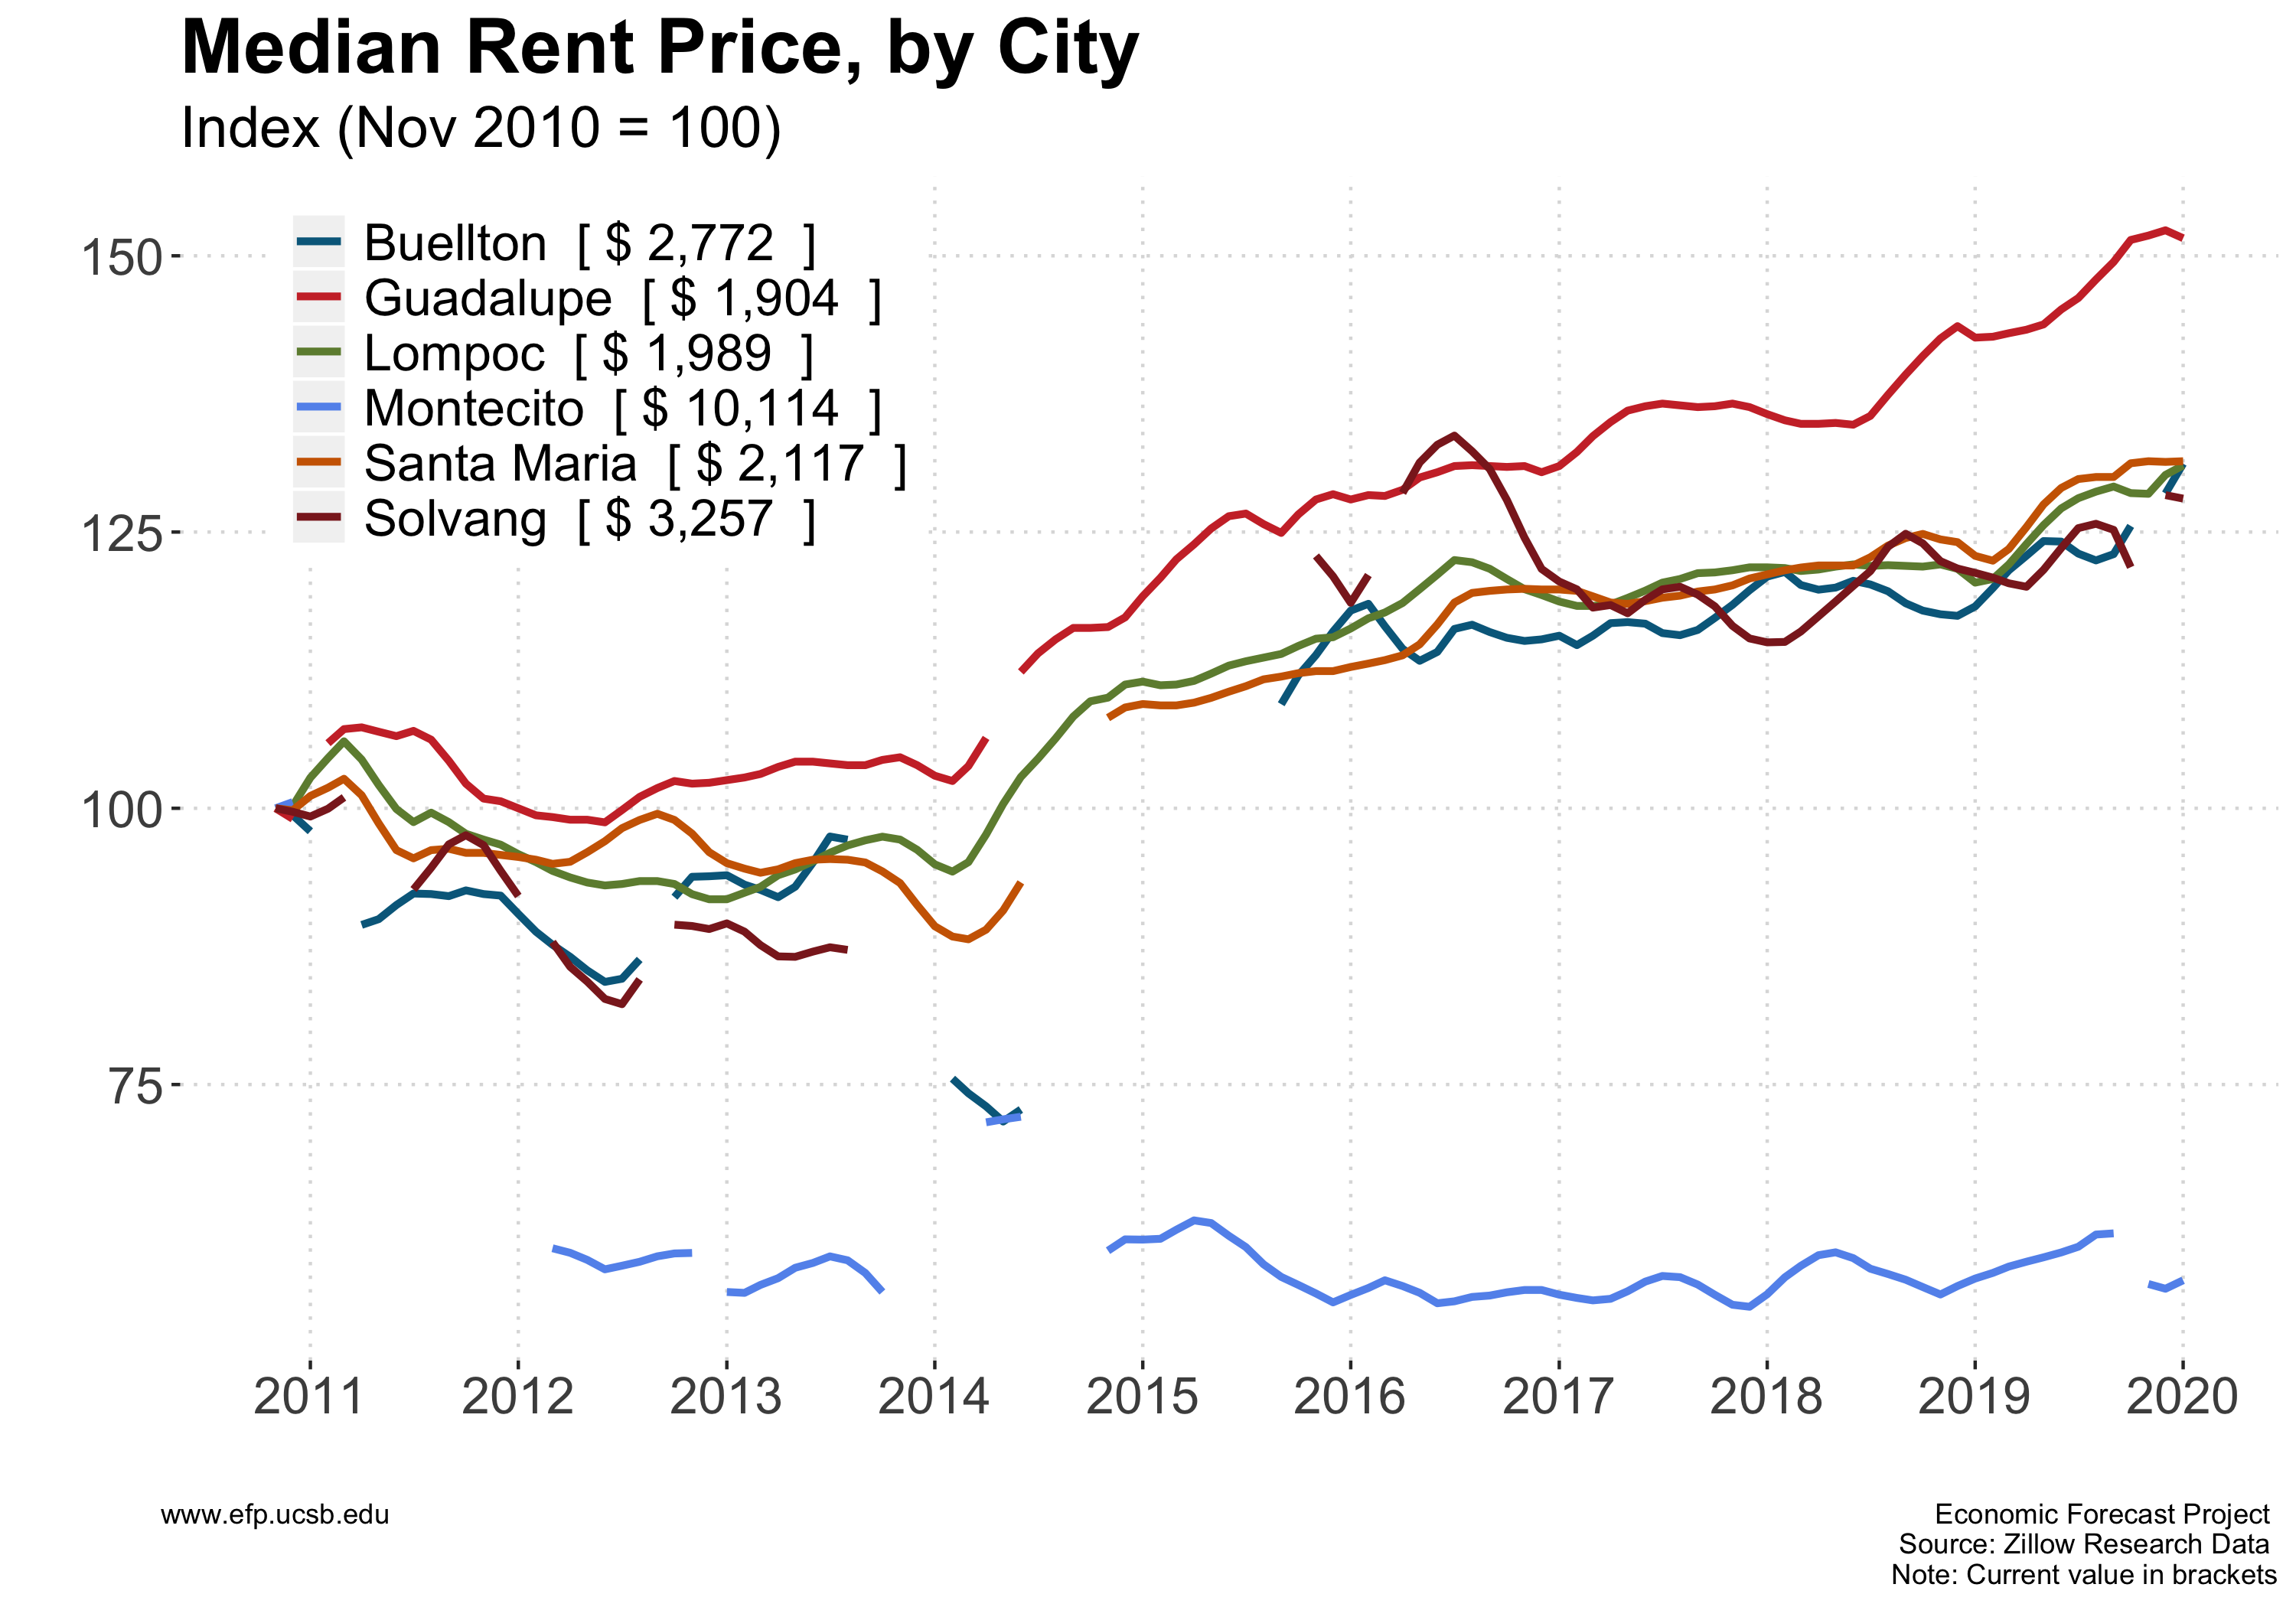 Median Rent Price, by City
Index (Nov 2010 = 100)
Buellton [ $ 2,772 ]
Guadalupe [ $ 1,904 ]
Lompoc [ $ 1,989 ]
Montecito [ $ 10,114 ]
Santa Maria [ $ 2,117 ]
Solvang [ $ 3,257 ]
150
125
100
75
2011 2012 2013 2014 2015 2016 2017 2018 2019 2020
www.efp.ucsb.edu
Economic Forecast Project
Source: Zillow Research Data
Note: Current value in brackets